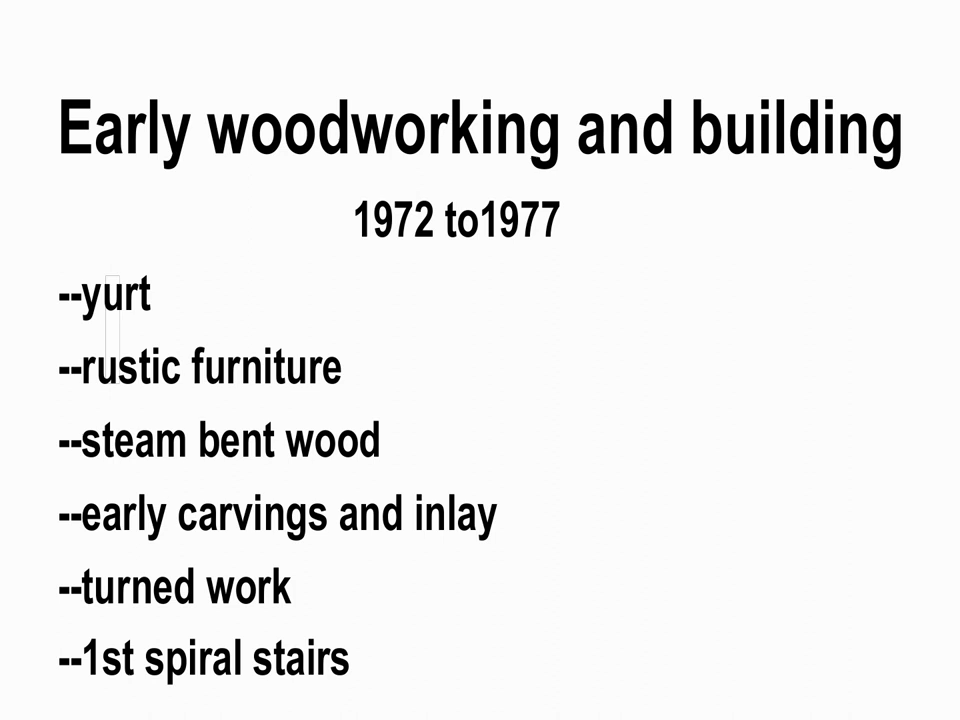 Early woodworking and building
1972 to1977
--yurt
--rustic furniture
--steam bent wood
--early carvings and inlay
--turned work
--1st spiral stairs